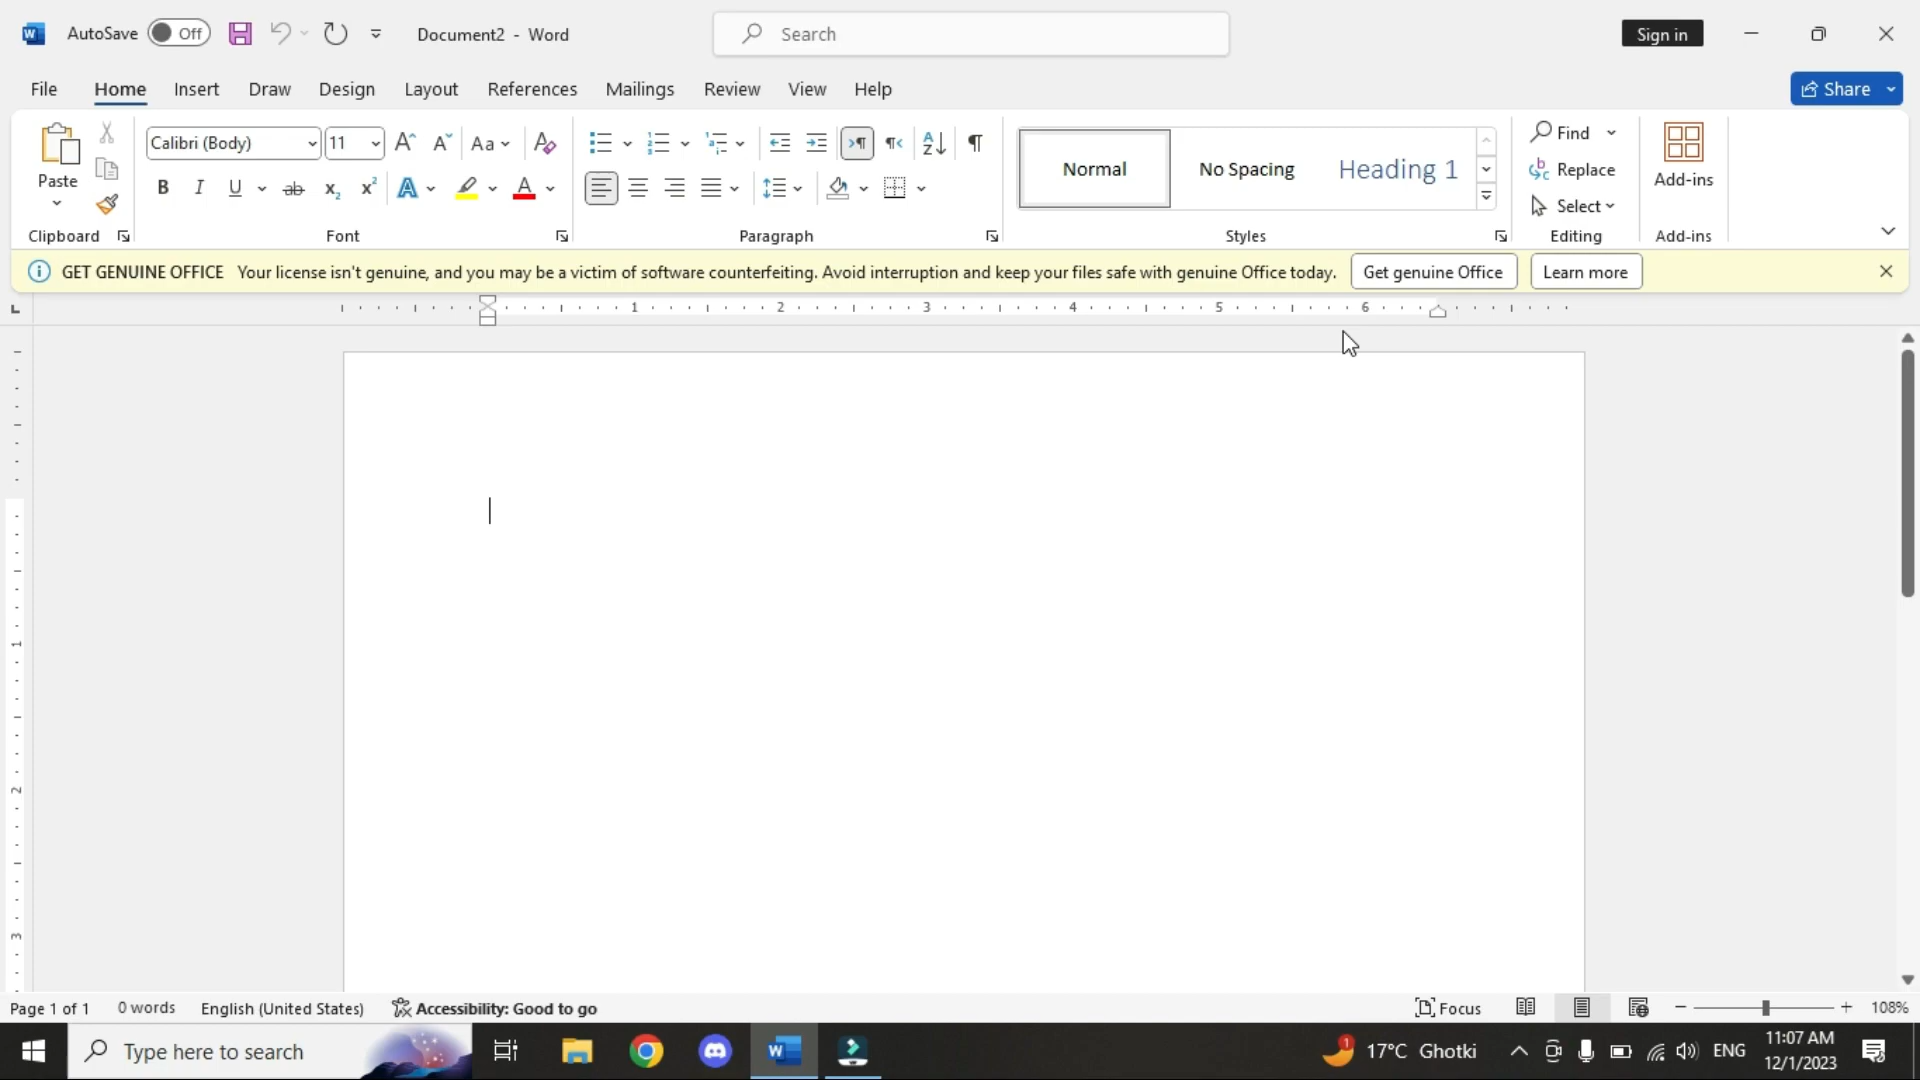 AutoSave Off Document2 - Word Search Sign in
File Home Insert Draw Design Layout References Mailings Review View Help Share
Paste Calibri (Body) 11 Aa Normal No Spacing Heading 1 Find Replace Select Add-ins
Clipboard Font Paragraph Styles Editing Add-ins
GET GENUINE OFFICE Your license isn't genuine, and you may be a victim of software counterfeiting. Avoid interruption and keep your files safe with genuine Office today. Get genuine Office Learn more
1 2 3 4 5 6
1
2
3
Page 1 of 1 0 words English (United States) Accessibility: Good to go Focus 108%
Type here to search 1 17°C Ghotki ENG 11:07 AM
12/1/2023